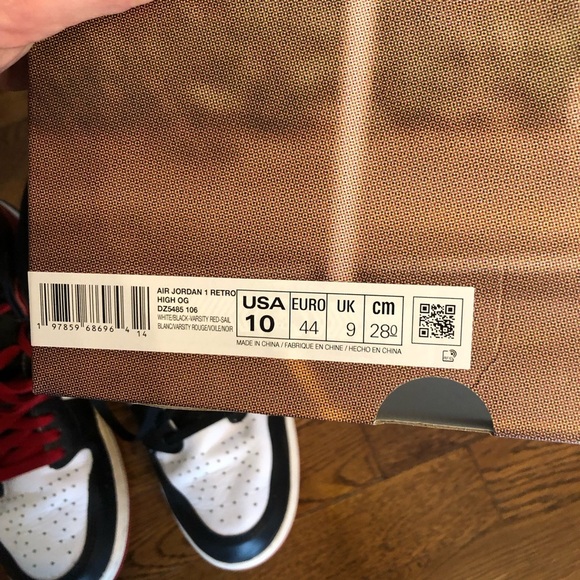 AIR JORDAN 1 RETRO
HIGH OG
DZ5485 106
WHITE/BLACK-VARSITY RED-SAIL
BLANC/VARSITY ROUGE/VOILE/NOIR
1 97859 68696 4 14
USA EURO UK cm
10 44 9 280
MADE IN CHINA / FABRIQUE EN CHINE / HECHO EN CHINA